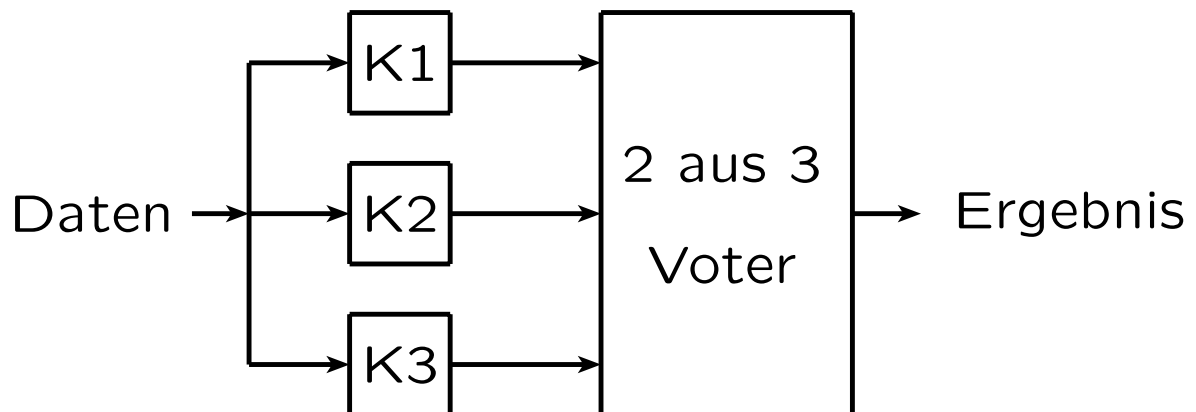 K1
2 aus 3
Daten
K2
Ergebnis
Voter
K3